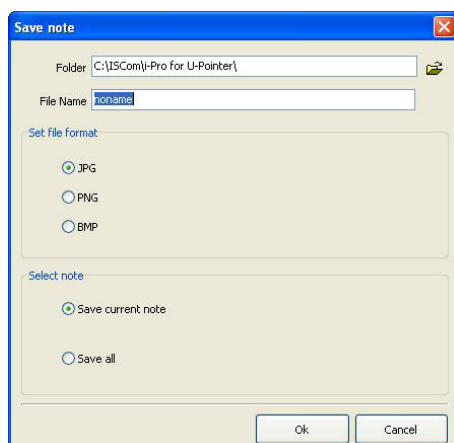 Save note
Folder C:\ISCom\i-Pro for U-Pointer\
File Name noname
Set file format
JPG
PNG
BMP
Select note
Save current note
Save all
Ok Cancel